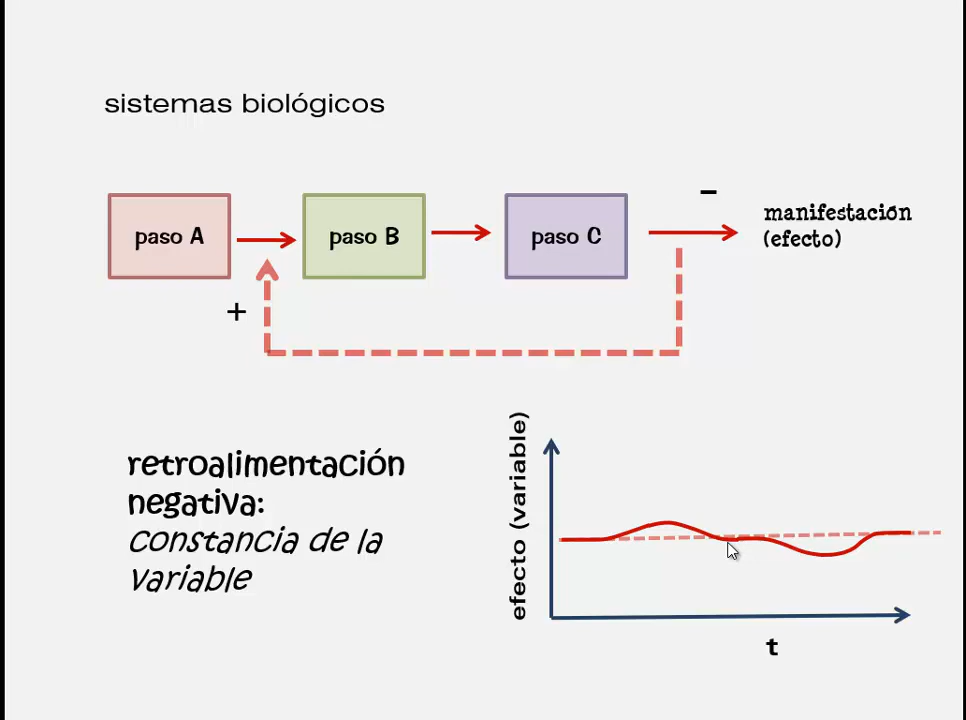 sistemas biológicos
paso A
paso B
paso C
–
manifestación
(efecto)
+
retroalimentación
negativa:
constancia de la
variable
efecto (variable)
t